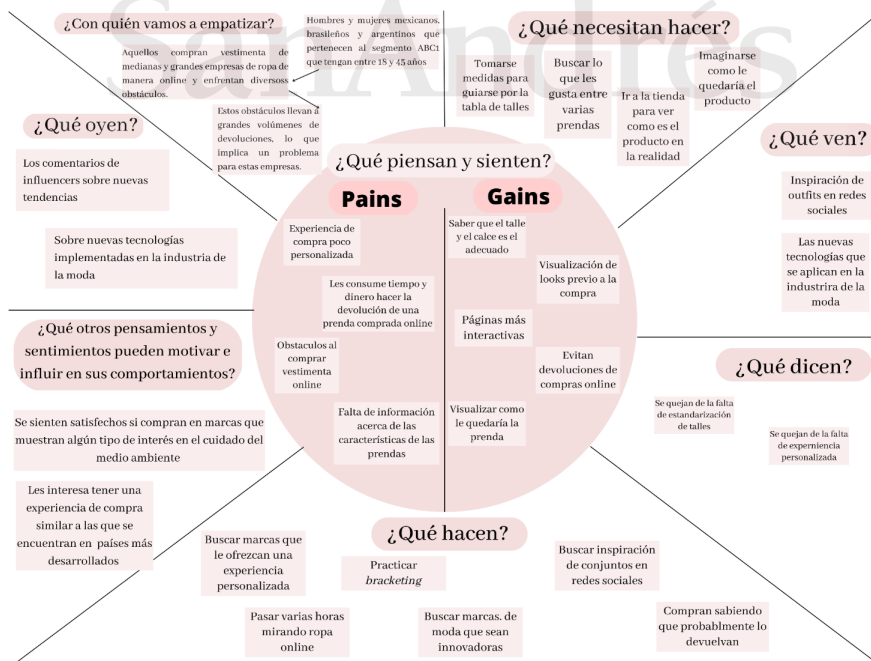 SanAndrés
¿Con quién vamos a empatizar?
Aquellos compran vestimenta de
medianas y grandes empresas de ropa de
manera online y enfrentan diversos
obstáculos.
Hombres y mujeres mexicanos,
brasileños y argentinos que
pertenecen al segmento ABC1
que tengan entre 18 y 45 años
Estos obstáculos llevan a
grandes volúmenes de
devoluciones, lo que
implica un problema
para estas empresas.
¿Qué necesitan hacer?
Tomarse
medidas para
guiarse por la
tabla de talles
Buscar lo
que les
gusta entre
varias
prendas
Ir a la tienda
para ver
como es el
producto en
la realidad
Imaginarse
como le
quedaría el
producto
¿Qué oyen?
Los comentarios de
influencers sobre nuevas
tendencias
Sobre nuevas tecnologías
implementadas en la industria de
la moda
¿Qué ven?
Inspiración de
outfits en redes
sociales
Las nuevas
tecnologías que
se aplican en la
industrira de la
moda
¿Qué piensan y sienten?
Pains
Experiencia de
compra poco
personalizada
Les consume tiempo y
dinero hacer la
devolución de una
prenda comprada online
Obstaculos al
comprar
vestimenta
online
Falta de información
acerca de las
características de las
prendas
Gains
Saber que el talle
y el calce es el
adecuado
Visualización de
looks previo a la
compra
Páginas más
interactivas
Evitan
devoluciones de
compras online
Visualizar como
le quedaría la
prenda
¿Qué otros pensamientos y
sentimientos pueden motivar e
influir en sus comportamientos?
Se sienten satisfechos si compran en marcas que
muestran algún tipo de interés en el cuidado del
medio ambiente
Les interesa tener una
experiencia de compra
similar a las que se
encuentran en países más
desarrollados
¿Qué dicen?
Se quejan de la falta
de estandarización
de talles
Se quejan de la falta
de experniencia
personalizada
¿Qué hacen?
Buscar marcas que
le ofrezcan una
experiencia
personalizada
Practicar
bracketing
Buscar inspiración
de conjuntos en
redes sociales
Pasar varias horas
mirando ropa
online
Buscar marcas. de
moda que sean
innovadoras
Compran sabiendo
que probablmente lo
devuelvan